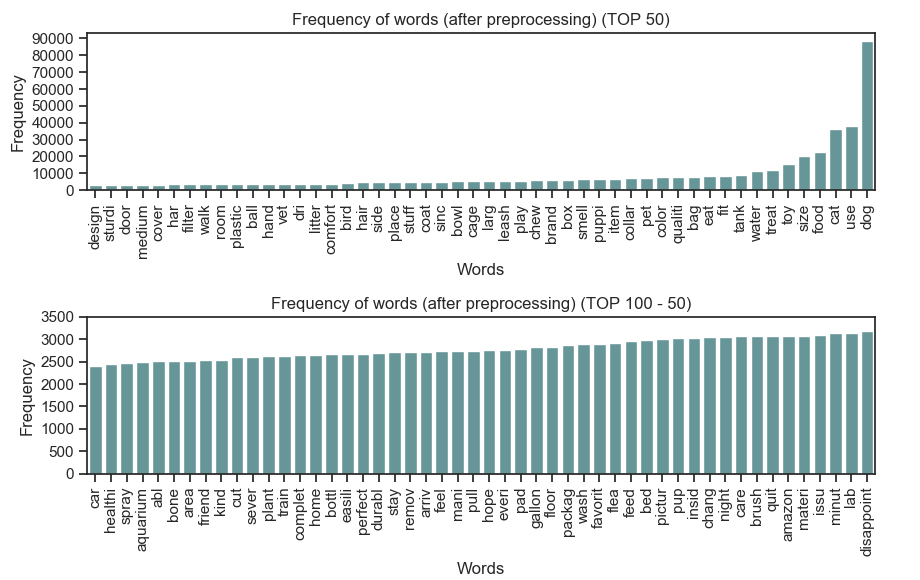 Frequency of words (after preprocessing) (TOP 50)
90000
80000
70000
60000
50000
40000
30000
20000
10000
0
Frequency
design sturdi door medium cover har filter walk room plastic ball hand vet dri litter comfort bird hair side place stuff coat sinc bowl cage larg leash play chew brand box smell puppi item collar pet color qualiti bag eat fit tank water treat toy size food cat use dog
Words
Frequency of words (after preprocessing) (TOP 100 - 50)
3500
3000
2500
2000
1500
1000
500
0
Frequency
car healthi spray aquarium abl bone area friend kind cut sever plant train complet home bottl easili perfect durabl stay remov arriv feel mani pull hope everi pad gallon floor packag wash favorit flea feed bed pictur pup insid chang night care brush quit amazon materi issu minut lab disappoint
Words